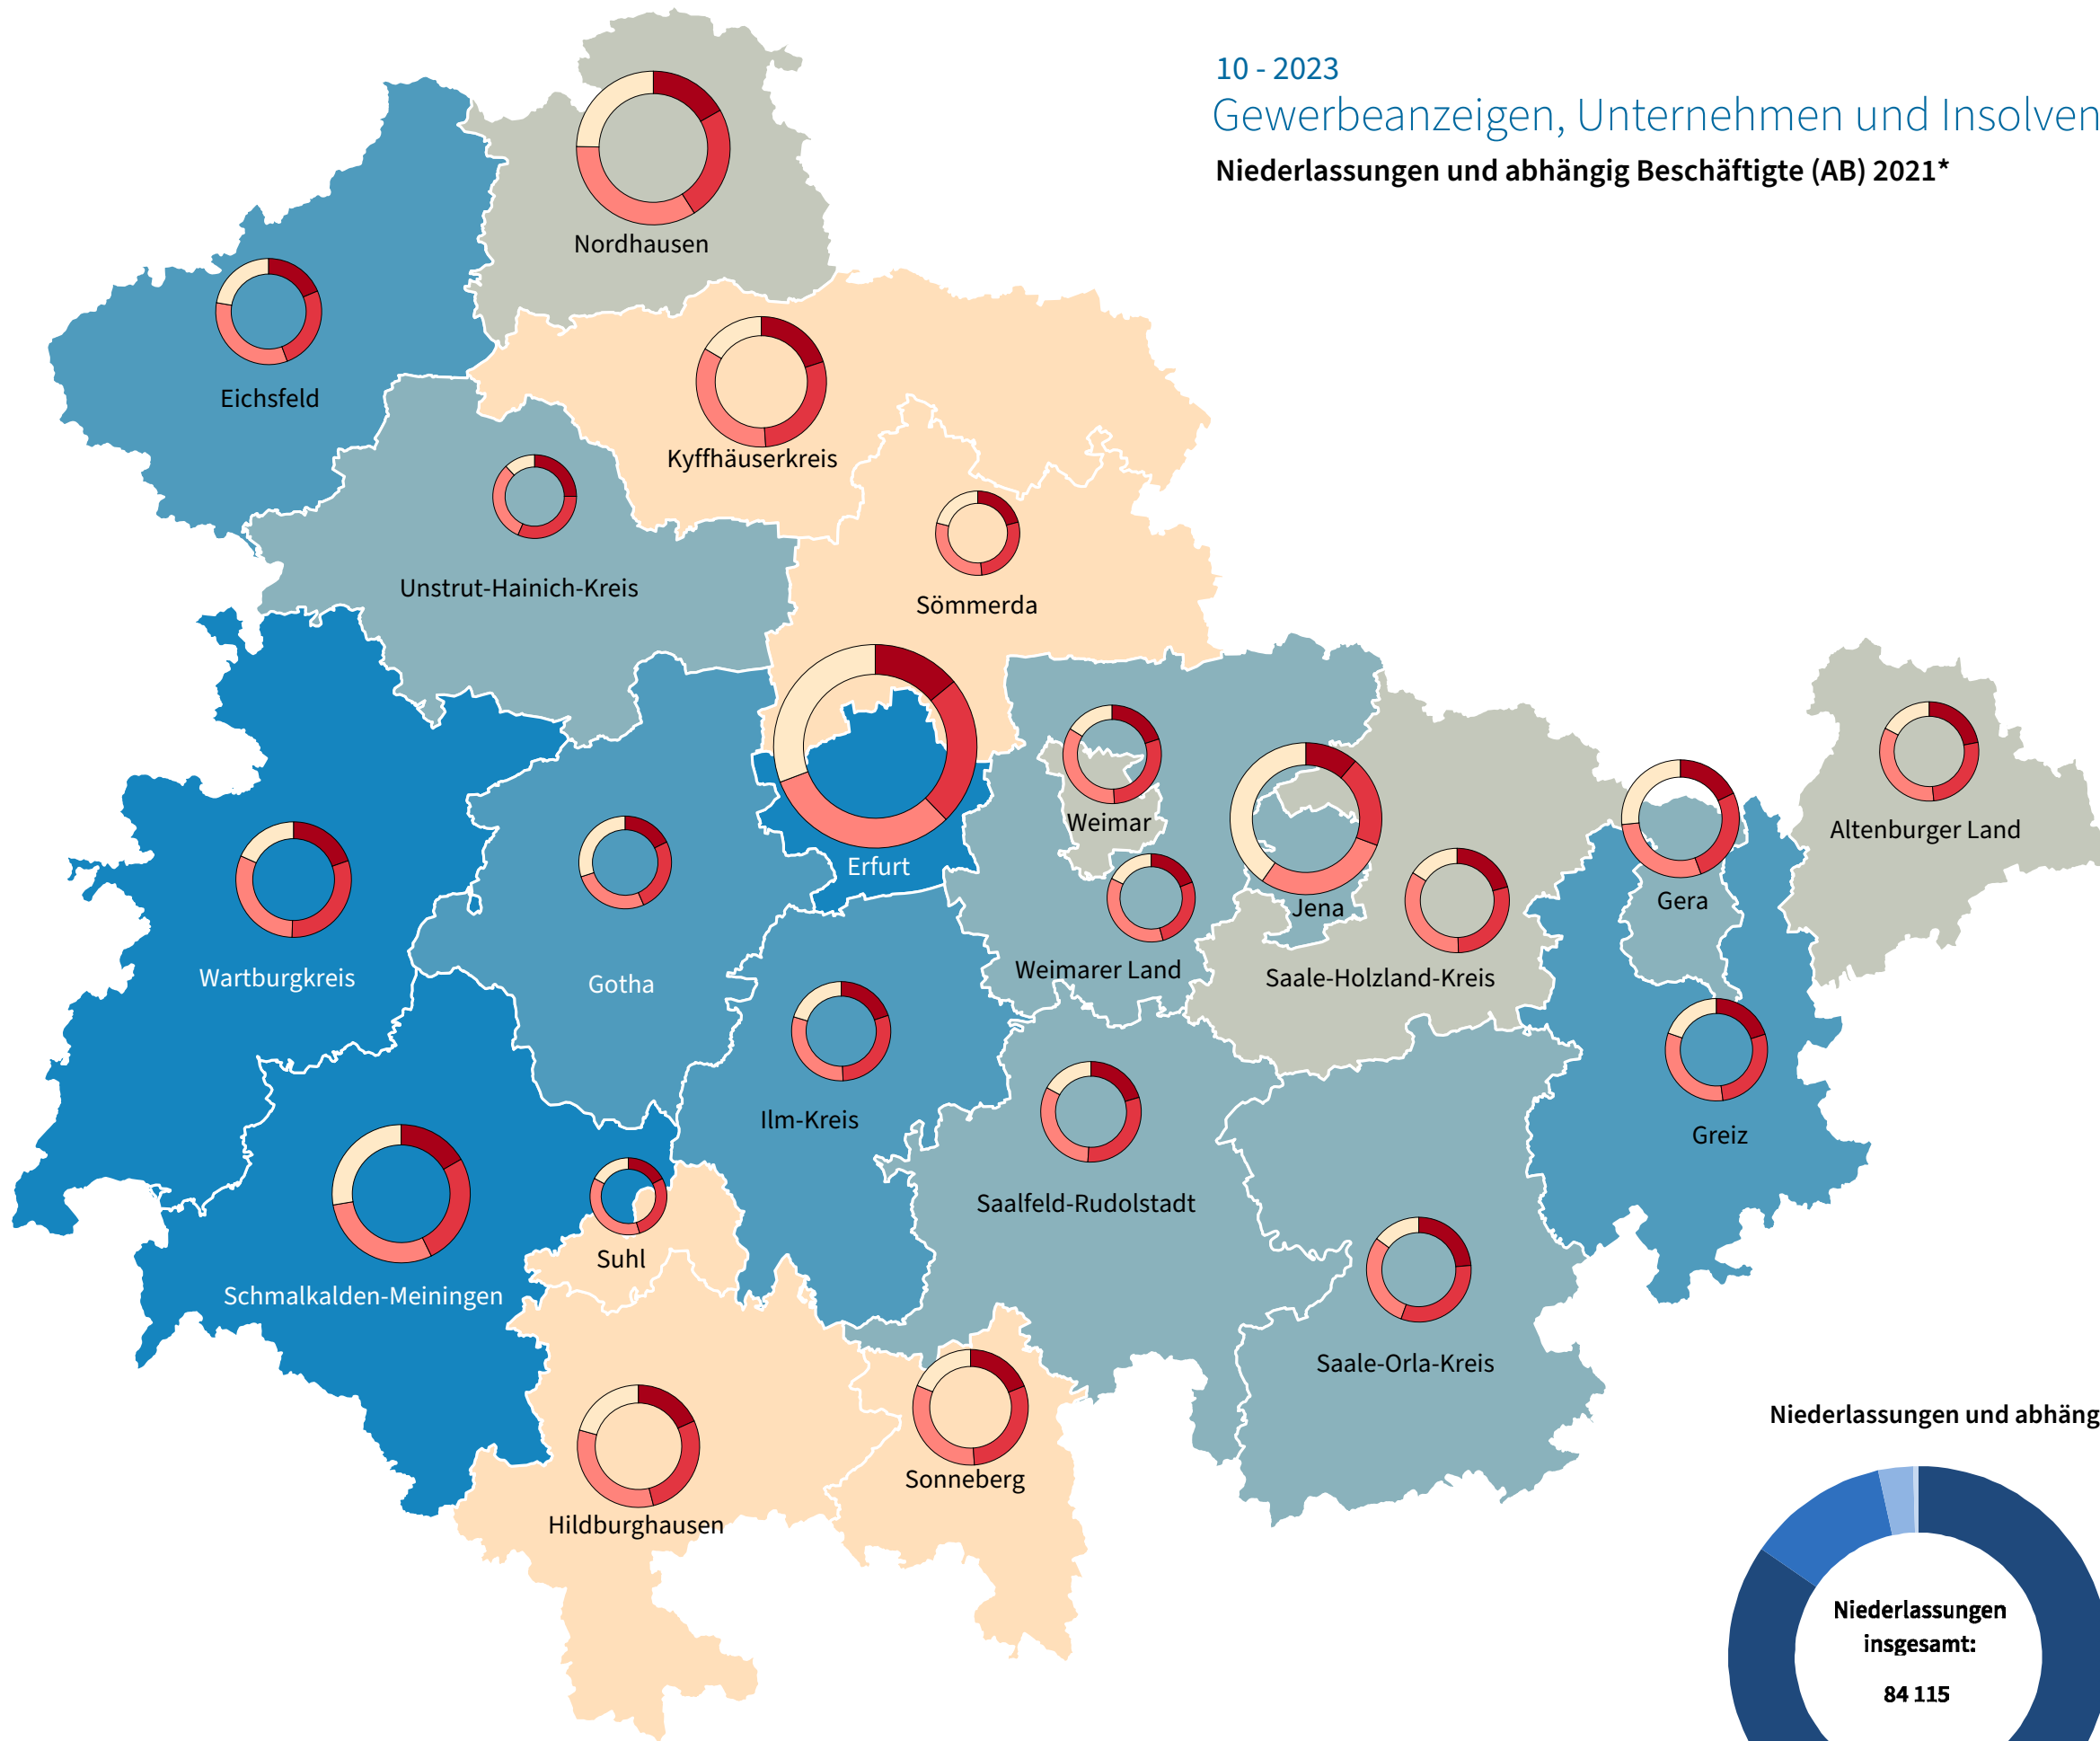 10 - 2023
Gewerbeanzeigen, Unternehmen und Insolven
Niederlassungen und abhängig Beschäftigte (AB) 2021*
Nordhausen
Eichsfeld
Kyffhäuserkreis
Unstrut-Hainich-Kreis
Sömmerda
Weimar
Altenburger Land
Erfurt
Gera
Jena
Wartburgkreis
Gotha
Weimarer Land
Saale-Holzland-Kreis
Ilm-Kreis
Greiz
Saalfeld-Rudolstadt
Suhl
Schmalkalden-Meiningen
Saale-Orla-Kreis
Niederlassungen und abhäng
Sonneberg
Hildburghausen
Niederlassungen
insgesamt:
84 115